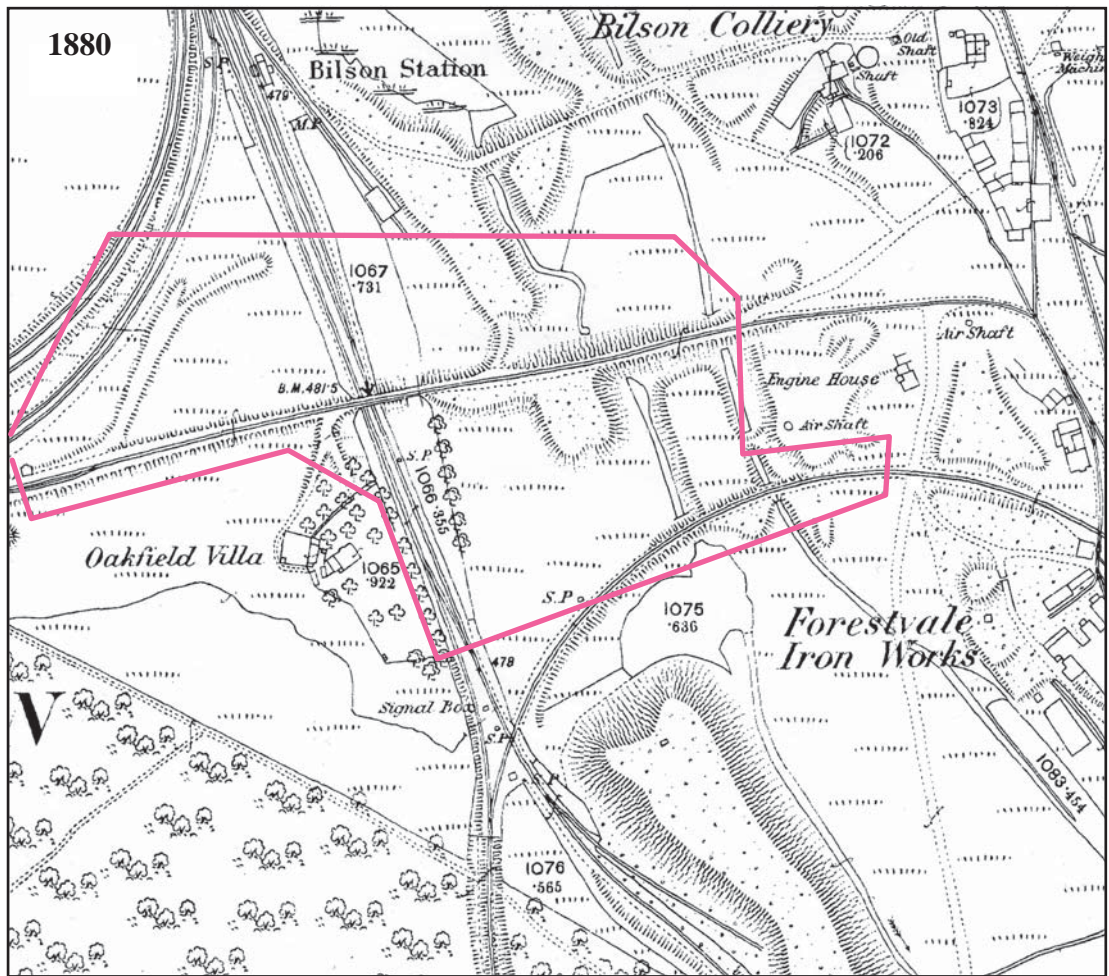 1880
Bilson Colliery
S.P
Old
Shaft
Bilson Station
Shaft
479
M.P
1073
.824
1072
.206
1067
.731
B.M.481.5
Air Shaft
Engine House
Air Shaft
S.P
1066
.355
Oakfield Villa
1065
.922
S.P
1075
.636
Forestvale
Iron Works
478
Signal Box
S.P
V
S.P
1083
.454
1076
.565